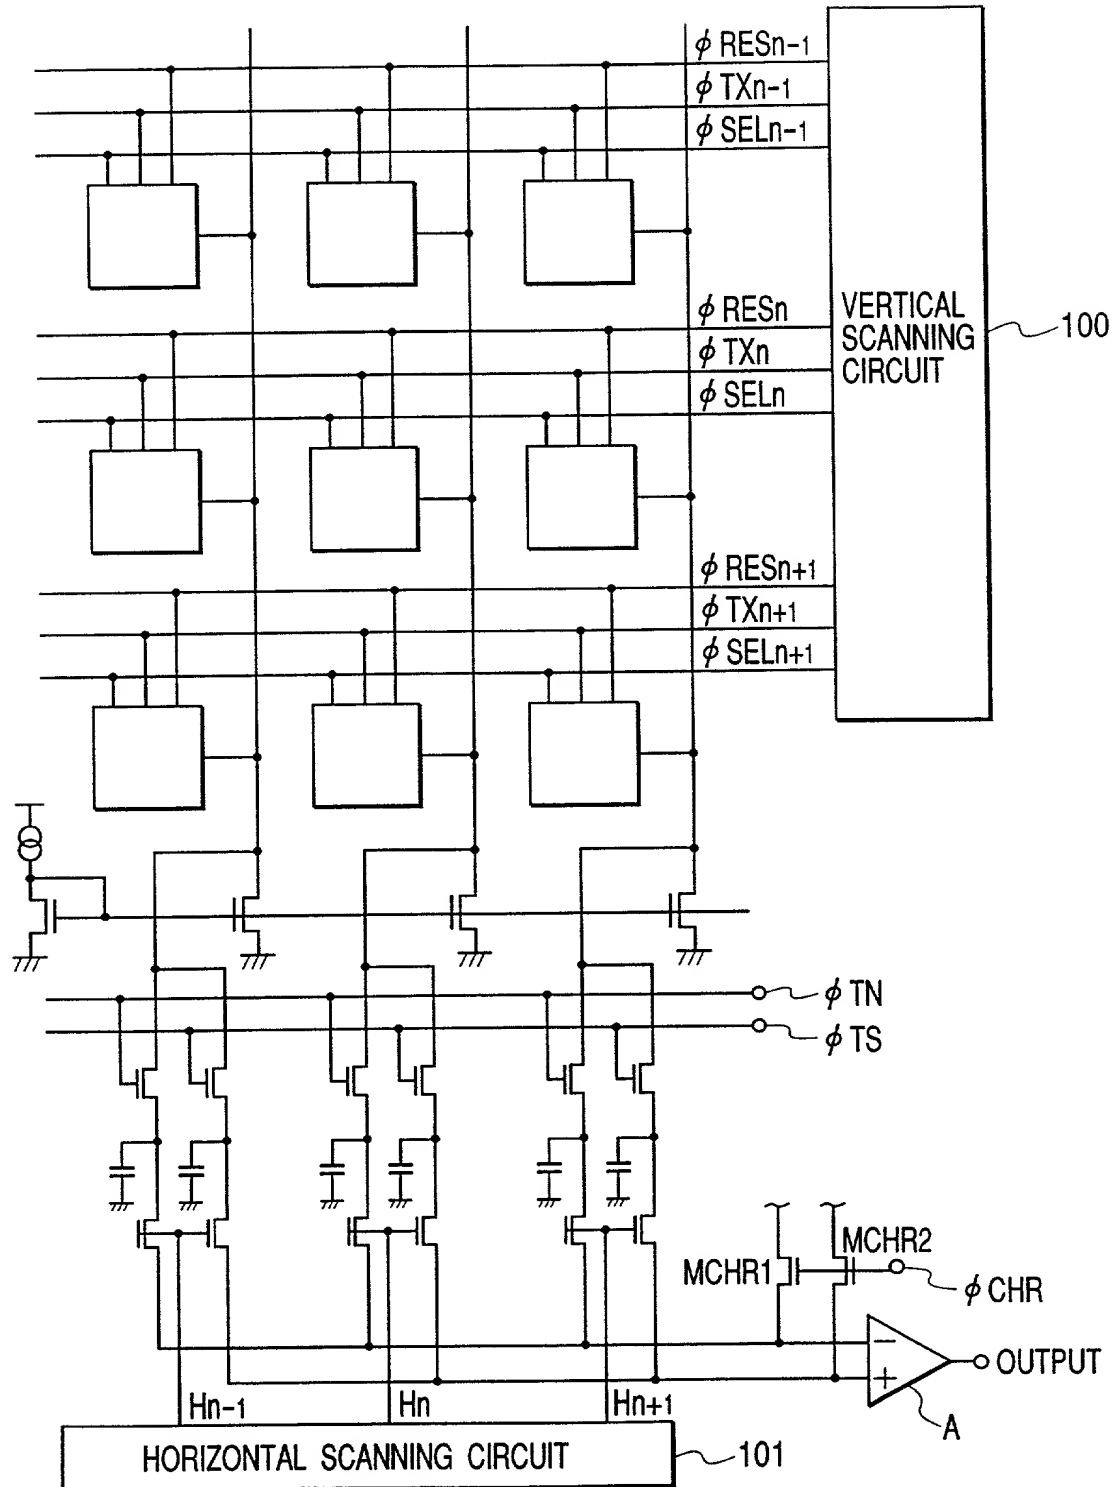 ϕ RESn-1
ϕ TXn-1
ϕ SELn-1
VERTICAL
SCANNING
CIRCUIT
100
ϕ RESn
ϕ TXn
ϕ SELn
ϕ RESn+1
ϕ TXn+1
ϕ SELn+1
ϕ TN
ϕ TS
MCHR1
MCHR2
ϕ CHR
−
+
OUTPUT
A
Hn-1
Hn
Hn+1
HORIZONTAL SCANNING CIRCUIT
101